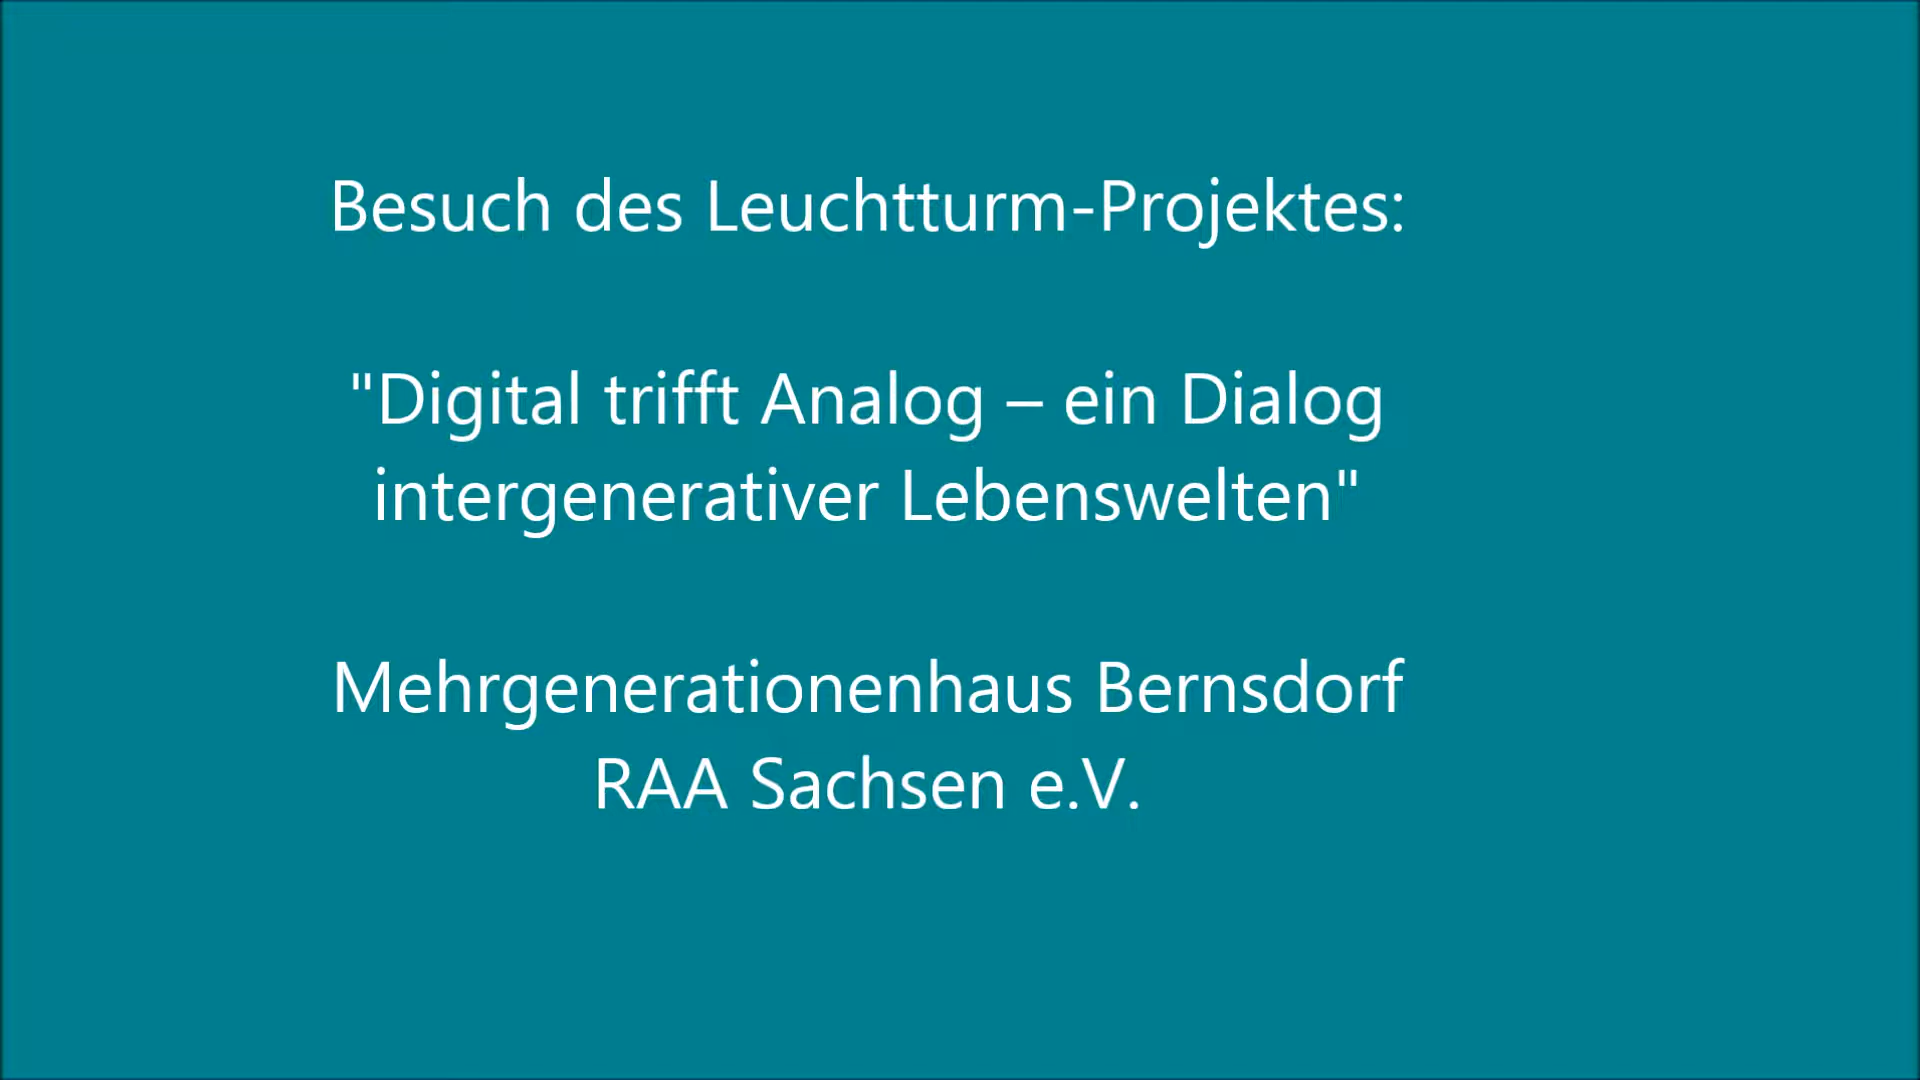 Besuch des Leuchtturm-Projektes:
"Digital trifft Analog – ein Dialog
intergenerativer Lebenswelten"
Mehrgenerationenhaus Bernsdorf
RAA Sachsen e.V.